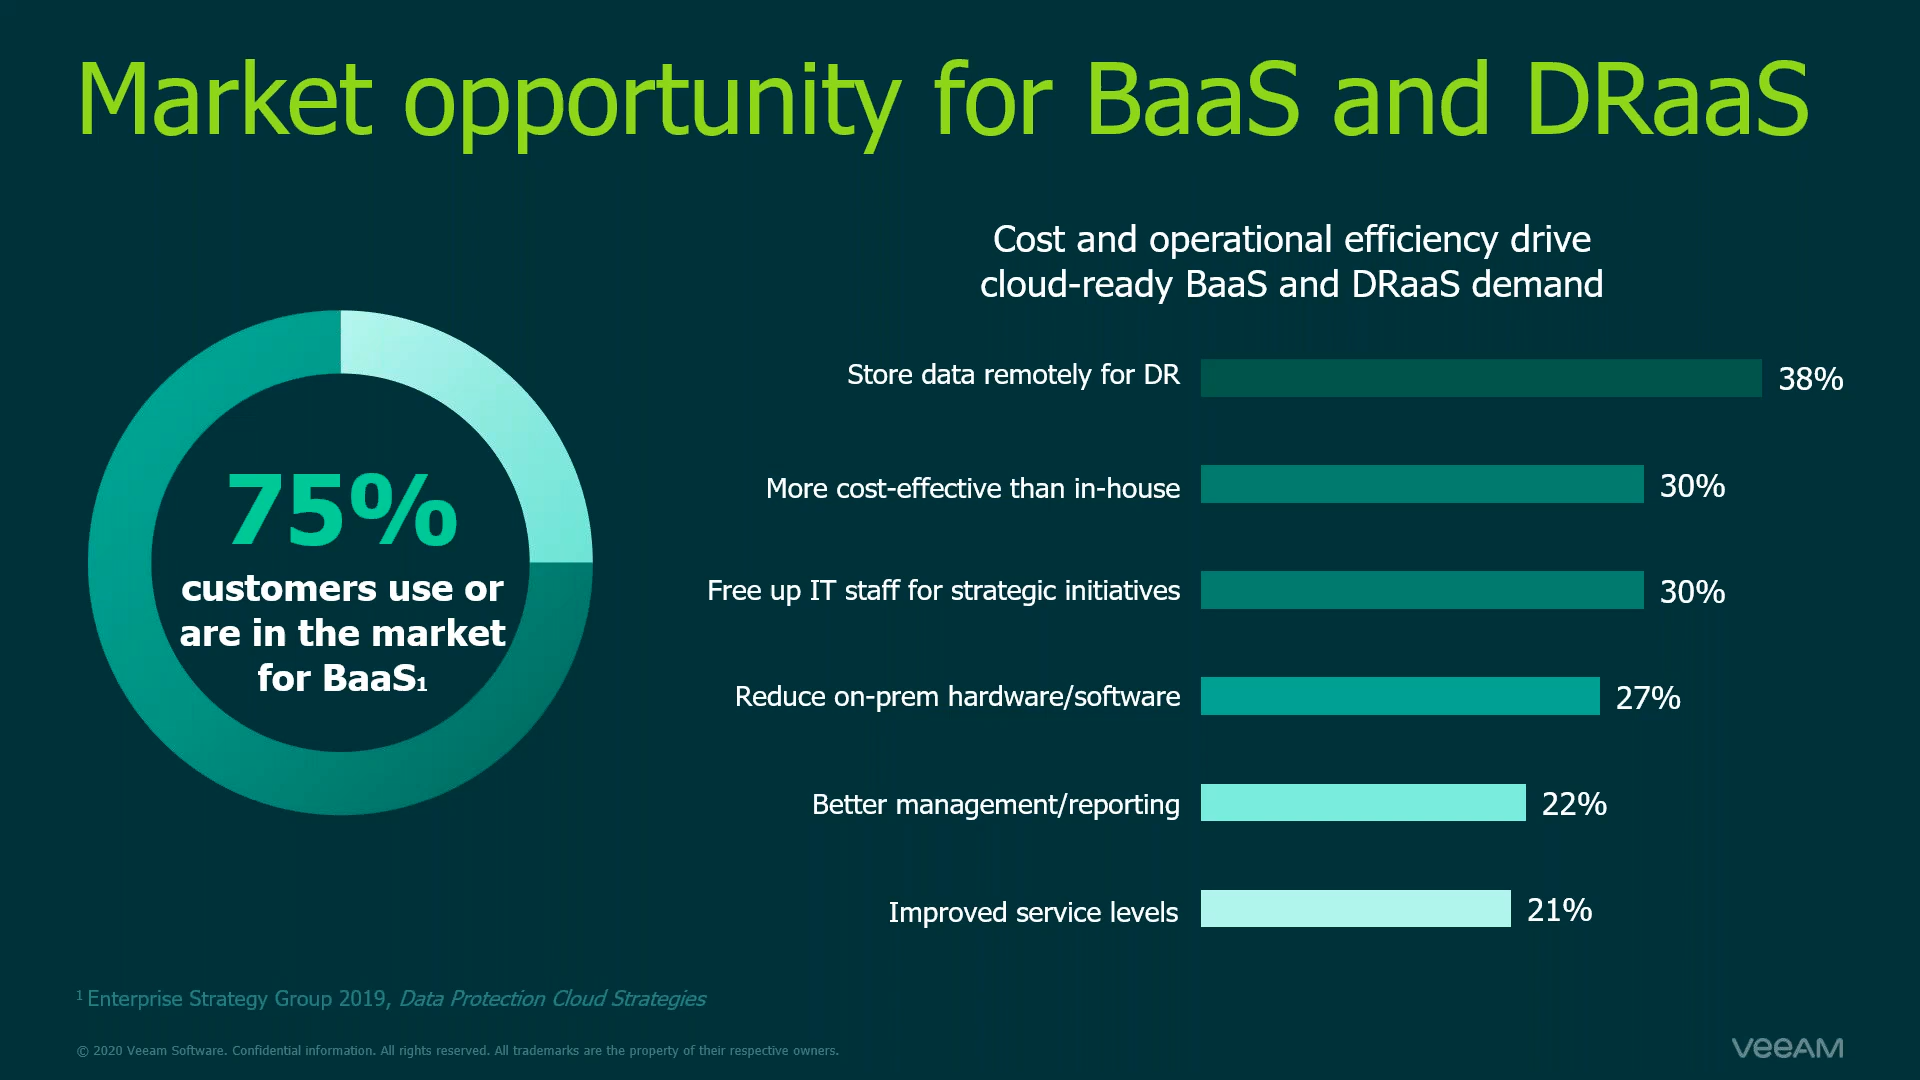 Market opportunity for BaaS and DRaaS
75%
customers use or
are in the market
for BaaS₁
Cost and operational efficiency drive
cloud-ready BaaS and DRaaS demand
Store data remotely for DR 38%
More cost-effective than in-house 30%
Free up IT staff for strategic initiatives 30%
Reduce on-prem hardware/software 27%
Better management/reporting 22%
Improved service levels 21%
¹ Enterprise Strategy Group 2019, Data Protection Cloud Strategies
© 2020 Veeam Software. Confidential information. All rights reserved. All trademarks are the property of their respective owners.
veeAM